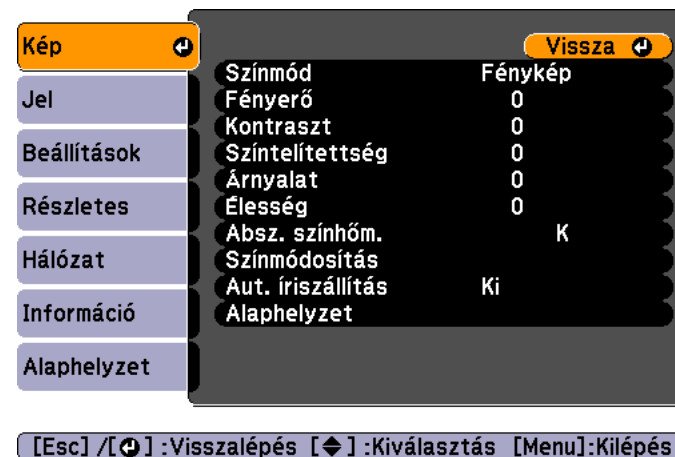 Kép
Vissza
Színmód Fénykép
Jel
Fényerő 0
Kontraszt 0
Beállítások
Színtelítettség 0
Árnyalat 0
Részletes
Élesség 0
Absz. színhőm. K
Hálózat
Színmódosítás
Aut. íriszállítás Ki
Információ
Alaphelyzet
Alaphelyzet
[Esc] /[ ] :Visszalépés [ ] :Kiválasztás [Menu]:Kilépés